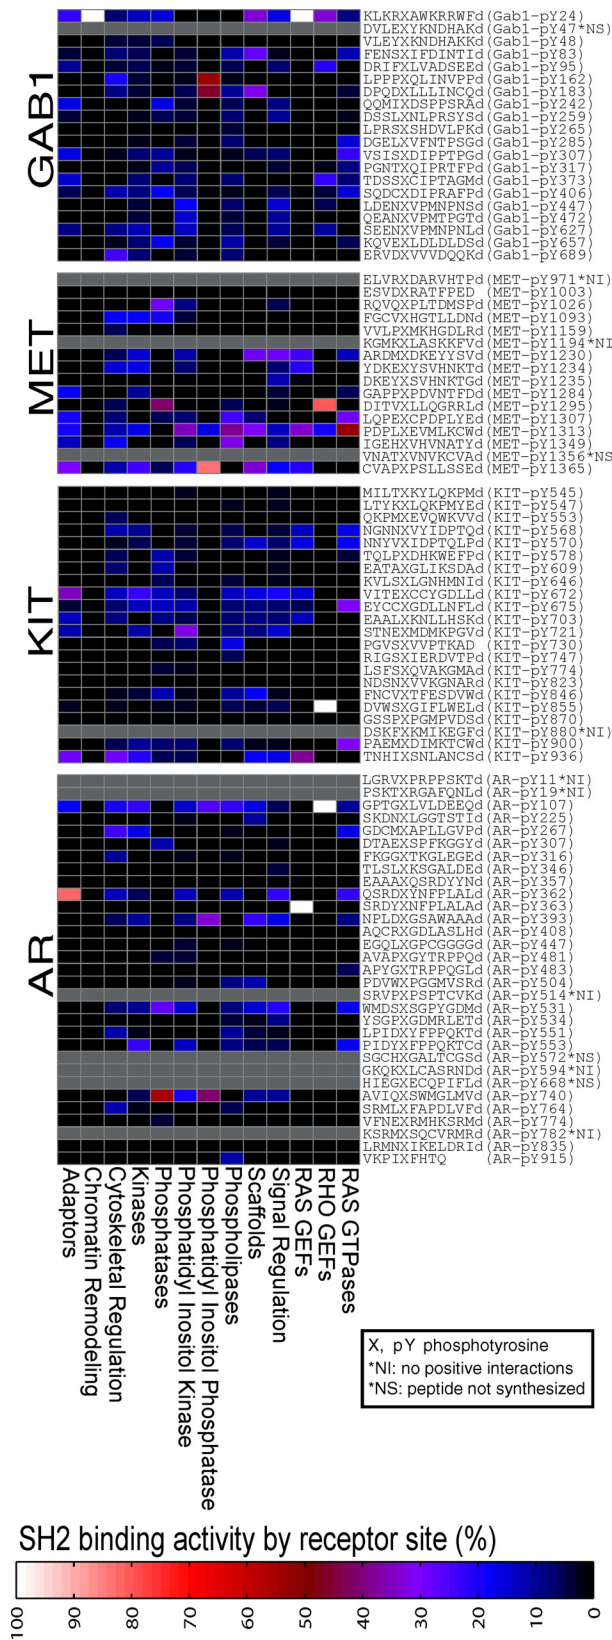 GAB1
KLKRXAWKRRWFd(Gab1-pY24)
DVLEXYKNDHAKd(Gab1-pY47*NS)
VLEYXKNDHAKKd(Gab1-pY48)
FENSXIFDINTId(Gab1-pY83)
DRIFXLVADSEEd(Gab1-pY95)
LPPPXQLINVPPd(Gab1-pY162)
DPQDXLLLINCQd(Gab1-pY183)
QQMIXDSPPSRAd(Gab1-pY242)
DSSLXNLPRSYSd(Gab1-pY259)
LPRSXSHDVLPKd(Gab1-pY265)
DGELXVFNTPSGd(Gab1-pY285)
VSISXDIPPTPGd(Gab1-pY307)
PGNTXQIPRTFPd(Gab1-pY317)
TDSSXCIPTAGMd(Gab1-pY373)
SQDCXDIPRAFPd(Gab1-pY406)
LDENXVPMNPNSd(Gab1-pY447)
QEANXVPMTPGTd(Gab1-pY472)
SEENXVPMNPNLd(Gab1-pY627)
KQVEXLDLDLDSd(Gab1-pY657)
ERVDXVVVDQQKd(Gab1-pY689)
MET
ELVRXDARVHTPd(MET-pY971*NI)
ESVDXRATFPED (MET-pY1003)
RQVQXPLTDMSPd(MET-pY1026)
FGCVXHGTLLDNd(MET-pY1093)
VVLPXMKHGDLRd(MET-pY1159)
KGMKXLASKKFVd(MET-pY1194*NI)
ARDMXDKEYYSVd(MET-pY1230)
YDKEXYSVHNKTd(MET-pY1234)
DKEYXSVHNKTGd(MET-pY1235)
GAPPXPDVNTFDd(MET-pY1284)
DITVXLLQGRRLd(MET-pY1295)
LQPEXCPDPLYEd(MET-pY1307)
PDPLXEVMLKCWd(MET-pY1313)
IGEHXVHVNATYd(MET-pY1349)
VNATXVNVKCVAd(MET-pY1356*NS)
CVAPXPSLLSSEd(MET-pY1365)
KIT
MILTXKYLQKPMd(KIT-pY545)
LTYKXLQKPMYEd(KIT-pY547)
QKPMXEVQWKVVd(KIT-pY553)
NGNNXVYIDPTQd(KIT-pY568)
NNYVXIDPTQLPd(KIT-pY570)
TQLPXDHKWEFPd(KIT-pY578)
EATAXGLIKSDAd(KIT-pY609)
KVLSXLGNHMNId(KIT-pY646)
VITEXCCYGDLLd(KIT-pY672)
EYCCXGDLLNFLd(KIT-pY675)
EAALXKNLLHSKd(KIT-pY703)
STNEXMDMKPGVd(KIT-pY721)
PGVSXVVPTKAD (KIT-pY730)
RIGSXIERDVTPd(KIT-pY747)
LSFSXQVAKGMAd(KIT-pY774)
NDSNXVVKGNARd(KIT-pY823)
FNCVXTFESDVWd(KIT-pY846)
DVWSXGIFLWELd(KIT-pY855)
GSSPXPGMPVDSd(KIT-pY870)
DSKFXKMIKEGFd(KIT-pY880*NI)
PAEMXDIMKTCWd(KIT-pY900)
TNHIXSNLANCSd(KIT-pY936)
AR
LGRVXPRPPSKTd(AR-pY11*NI)
PSKTXRGAFQNLd(AR-pY19*NI)
GPTGXLVLDEEQd(AR-pY107)
SKDNXLGGTSTId(AR-pY225)
GDCMXAPLLGVPd(AR-pY267)
DTAEXSPFKGGYd(AR-pY307)
FKGGXTKGLEGEd(AR-pY316)
TLSLXKSGALDEd(AR-pY346)
EAAAXQSRDYYNd(AR-pY357)
QSRDXYNFPLALd(AR-pY362)
SRDYXNFPLALAd(AR-pY363)
NPLDXGSAWAAAd(AR-pY393)
AQCRXGDLASLHd(AR-pY408)
EGQLXGPCGGGGd(AR-pY447)
AVAPXGYTRPPQd(AR-pY481)
APYGXTRPPQGLd(AR-pY483)
PDVWXPGGMVSRd(AR-pY504)
SRVPXPSPTCVKd(AR-pY514*NI)
WMDSXSGPYGDMd(AR-pY531)
YSGPXGDMRLETd(AR-pY534)
LPIDXYFPPQKTd(AR-pY551)
PIDYXFPPQKTCd(AR-pY553)
SGCHXGALTCGSd(AR-pY572*NS)
GKQKXLCASRNDd(AR-pY594*NI)
HIEGXECQPIFLd(AR-pY668*NS)
AVIQXSWMGLMVd(AR-pY740)
SRMLXFAPDLVFd(AR-pY764)
VFNEXRMHKSRMd(AR-pY774)
KSRMXSQCVRMRd(AR-pY782*NI)
LRMNXIKELDRId(AR-pY835)
VKPIXFHTQ (AR-pY915)
Adaptors
Chromatin Remodeling
Cytoskeletal Regulation
Kinases
Phosphatases
Phosphatidyl Inositol Kinase
Phosphatidyl Inositol Phosphatase
Phospholipases
Scaffolds
Signal Regulation
RAS GEFs
RHO GEFs
RAS GTPases
X, pY phosphotyrosine
*NI: no positive interactions
*NS: peptide not synthesized
SH2 binding activity by receptor site (%)
100
90
80
70
60
50
40
30
20
10
0